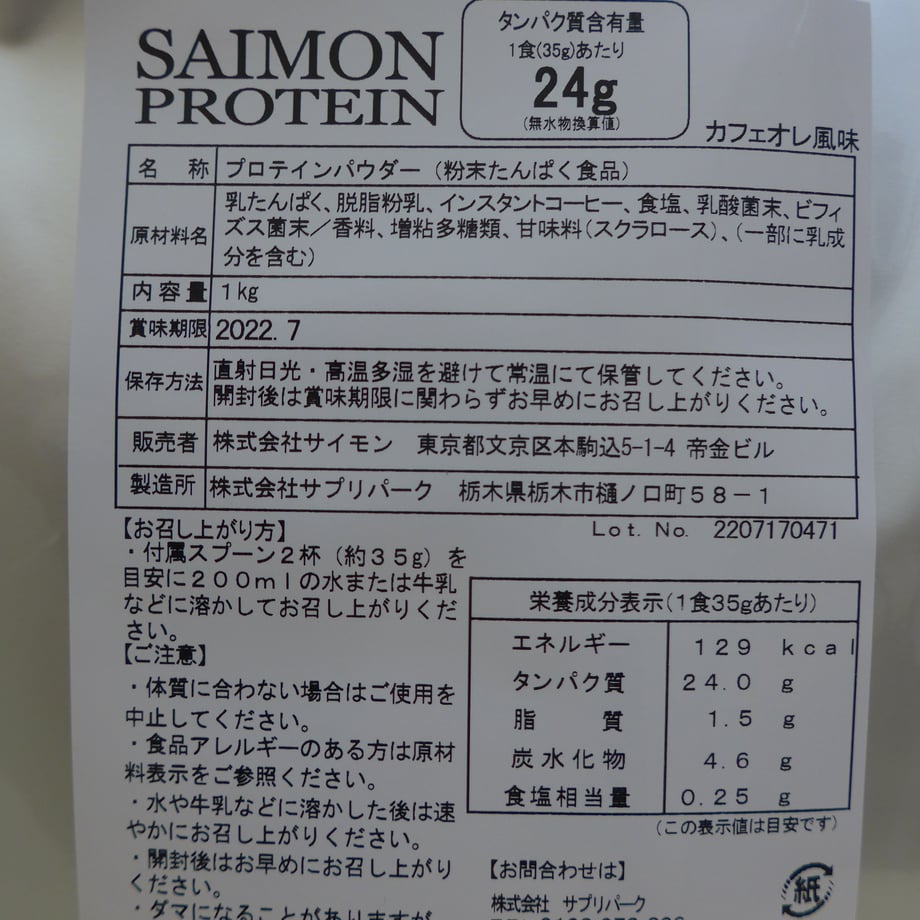 SAIMON
PROTEIN
タンパク質含有量
1食(35g)あたり
24g
(無水物換算値)
カフェオレ風味
名 称 プロテインパウダー（粉末たんぱく食品）
原材料名 乳たんぱく、脱脂粉乳、インスタントコーヒー、食塩、乳酸菌末、ビフィ
ズス菌末／香料、増粘多糖類、甘味料（スクラロース）、（一部に乳成
分を含む）
内容量 1kg
賞味期限 2022.7
保存方法 直射日光・高温多湿を避けて常温にて保管してください。
開封後は賞味期限に関わらずお早めにお召し上がりください。
販売者 株式会社サイモン 東京都文京区本駒込5-1-4 帝金ビル
製造所 株式会社サプリパーク 栃木県栃木市樋ノ口町５８－１
Lot. No. 2207170471
【お召し上がり方】
・付属スプーン２杯（約３５g）を
目安に２００ｍｌの水または牛乳
などに溶かしてお召し上がりくだ
さい。
【ご注意】
・体質に合わない場合はご使用を
中止してください。
・食品アレルギーのある方は原材
料表示をご参照ください。
・水や牛乳などに溶かした後は速
やかにお召し上がりください。
・開封後はお早めにお召し上がり
ください。
・ダマになることがありますが
栄養成分表示(１食35gあたり)
エネルギー 129 kcal
タンパク質 24.0 g
脂 質 1.5 g
炭水化物 4.6 g
食塩相当量 0.25 g
(この表示値は目安です)
【お問合わせは】
株式会社 サプリパーク
紙